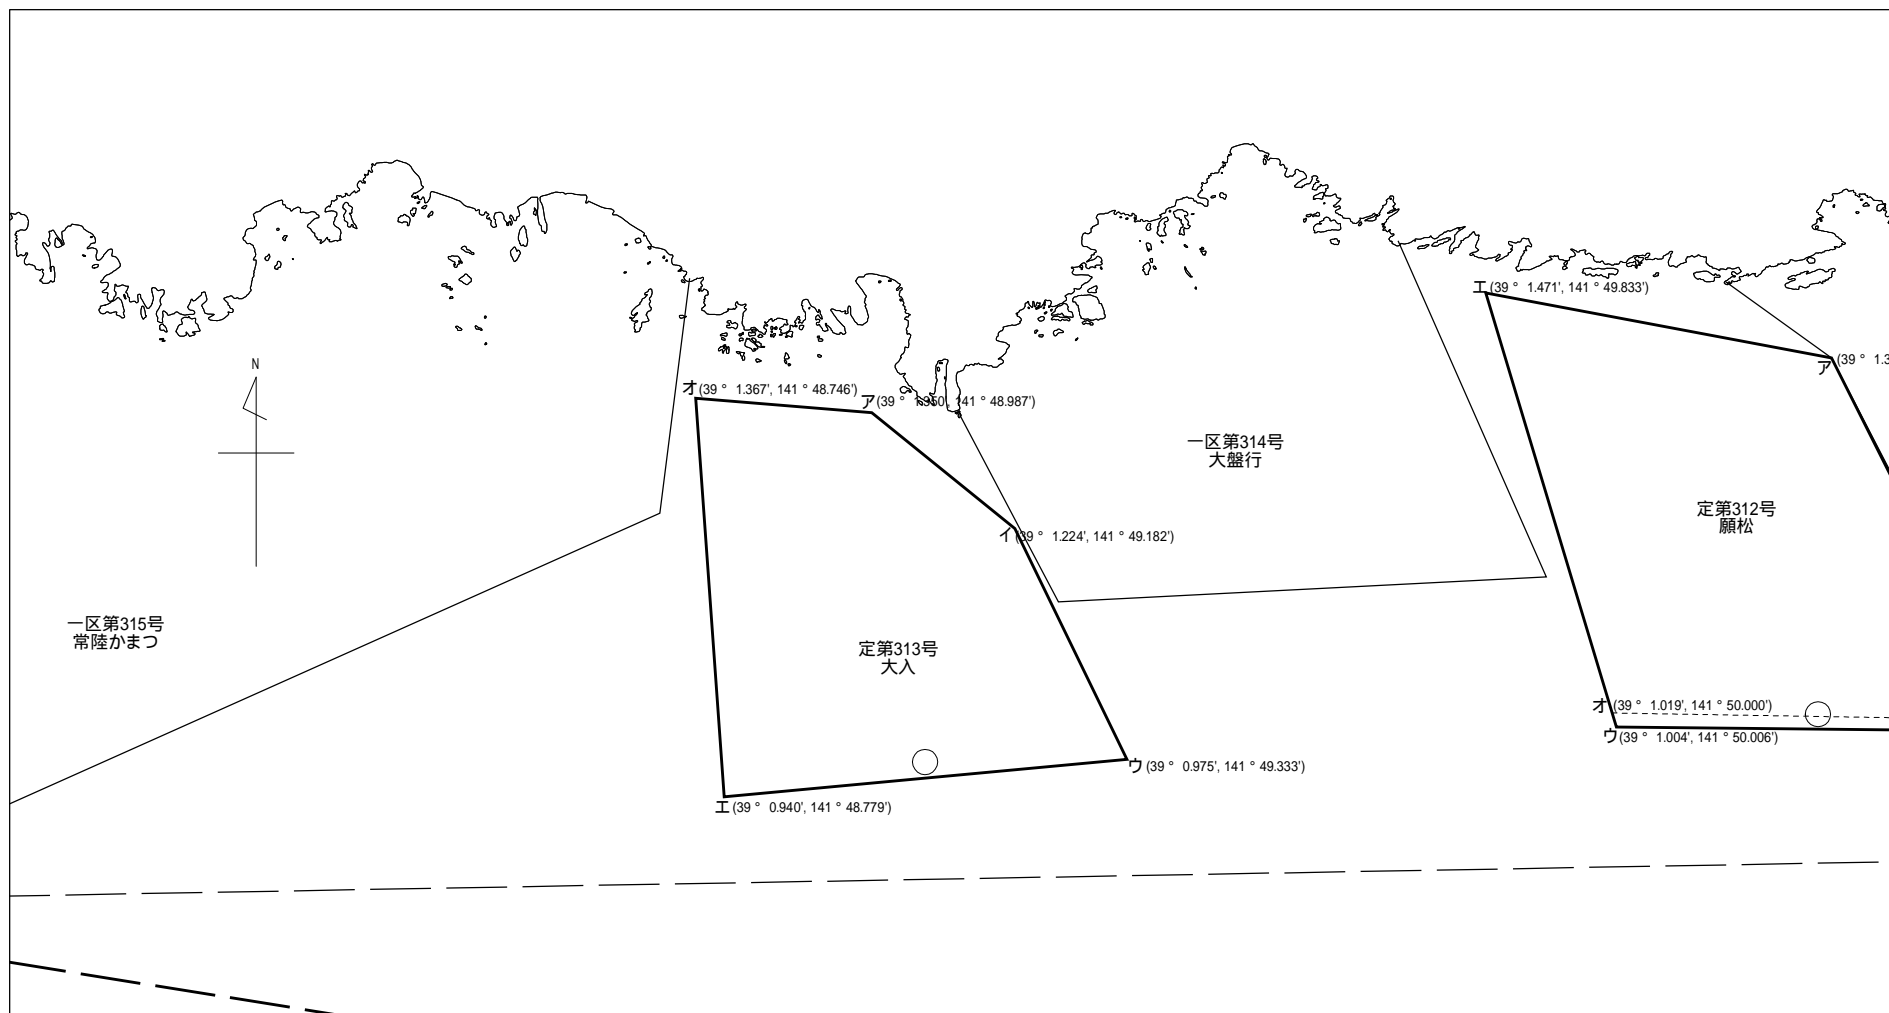 エ(39° 1.471', 141° 49.833')
ア(39° 1.3
N
オ(39° 1.367', 141° 48.746')
ア(39° 1.350', 141° 48.987')
一区第314号
大盤行
定第312号
願松
イ(39° 1.224', 141° 49.182')
一区第315号
常陸かまつ
定第313号
大入
オ(39° 1.019', 141° 50.000')
ウ(39° 1.004', 141° 50.006')
ウ(39° 0.975', 141° 49.333')
エ(39° 0.940', 141° 48.779')